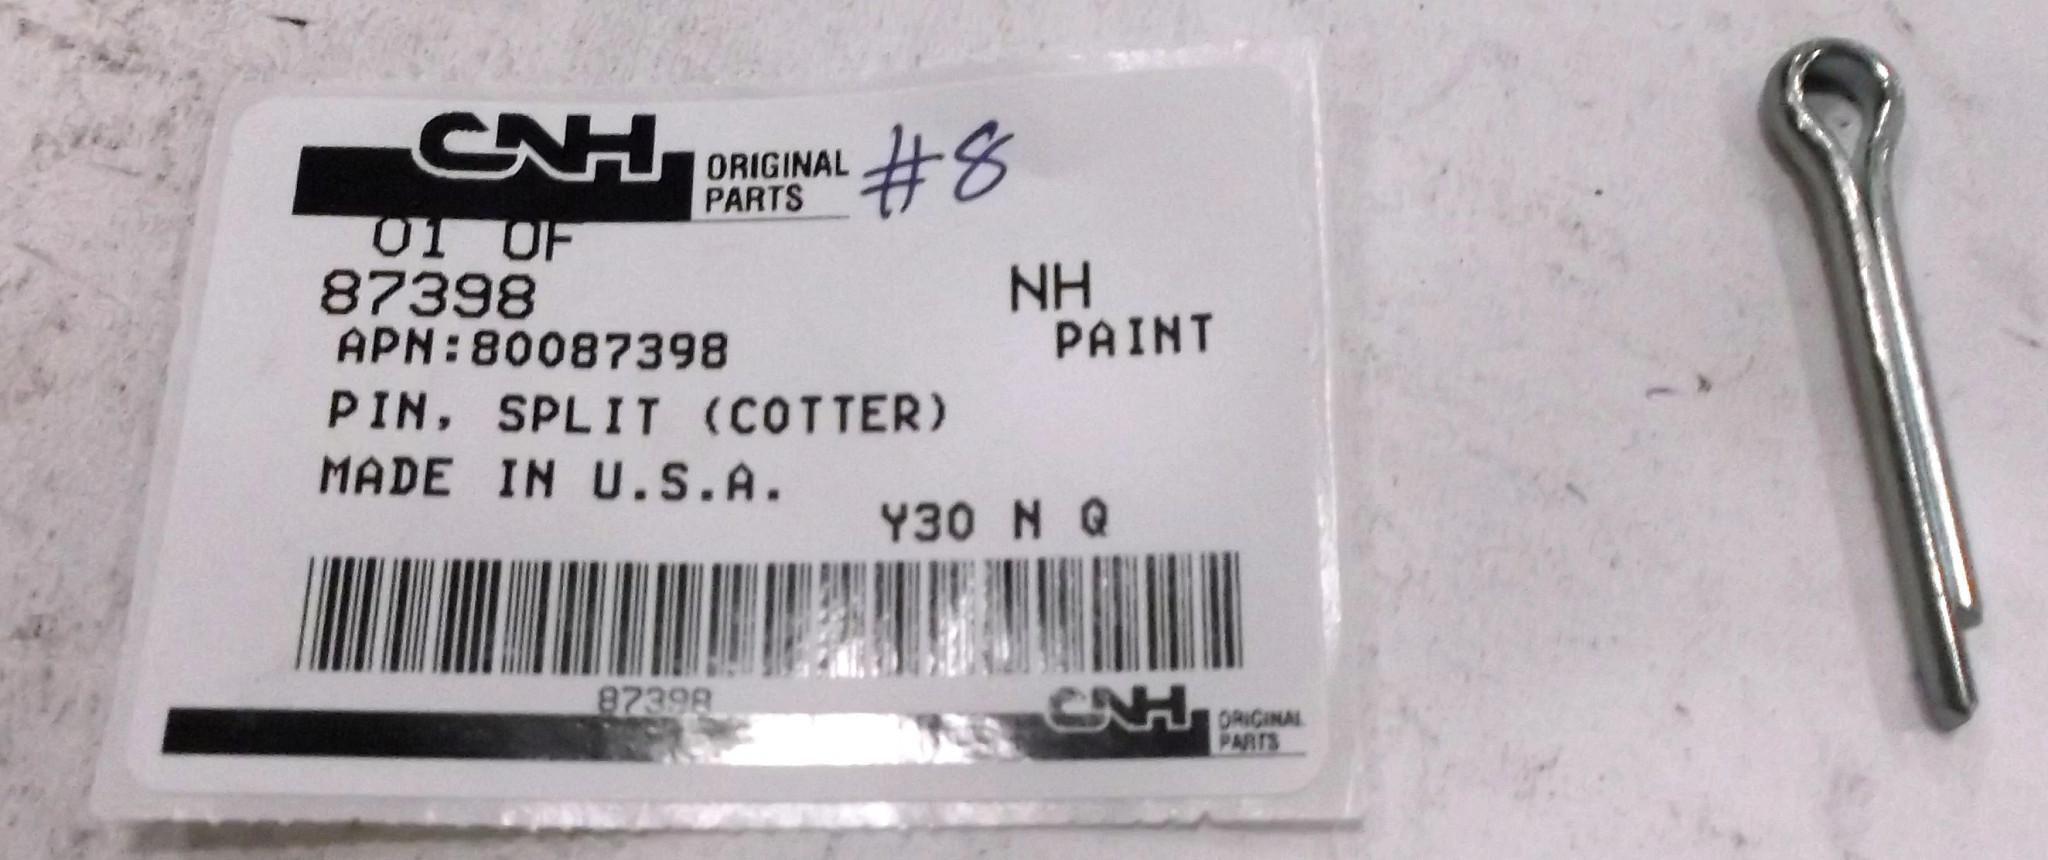 CNH ORIGINAL PARTS #8
01 OF
87398 NH
APN:80087398 PAINT
PIN, SPLIT (COTTER)
MADE IN U.S.A.
Y30 N Q
87398
CNH ORIGINAL PARTS